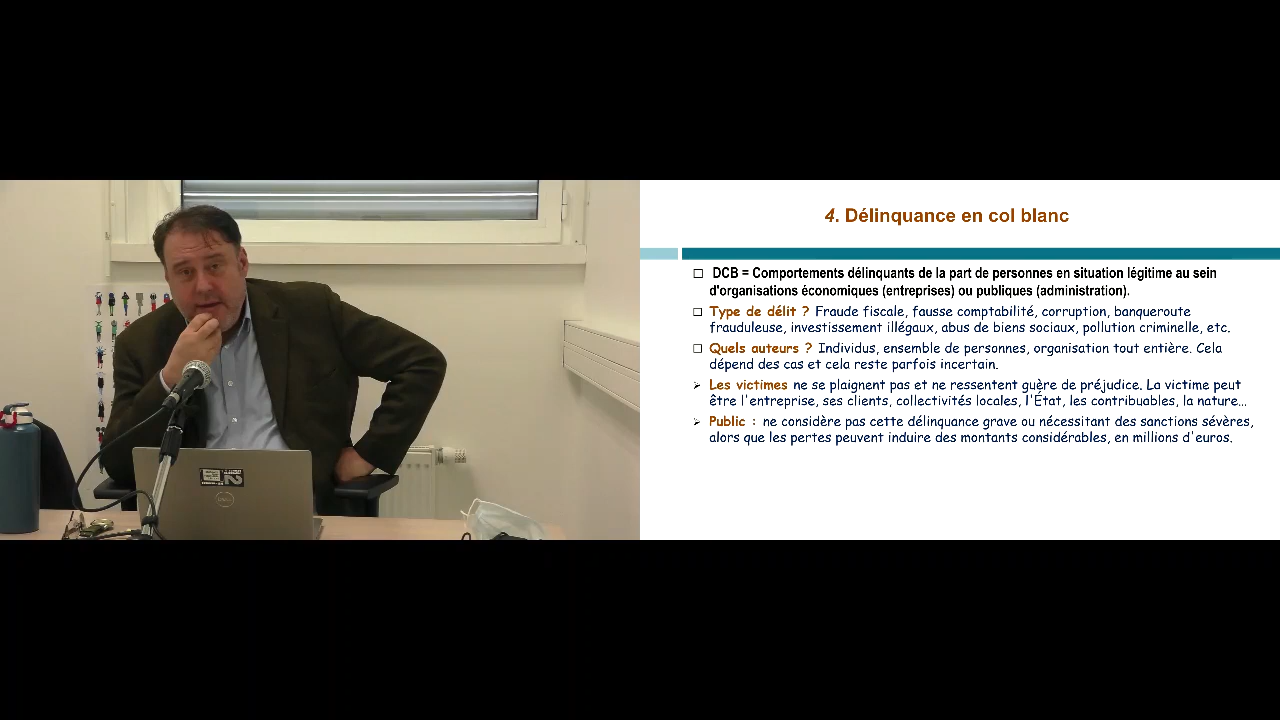 4. Délinquance en col blanc
DCB = Comportements délinquants de la part de personnes en situation légitime au sein
d'organisations économiques (entreprises) ou publiques (administration).
Type de délit ? Fraude fiscale, fausse comptabilité, corruption, banqueroute
frauduleuse, investissement illégaux, abus de biens sociaux, pollution criminelle, etc.
Quels auteurs ? Individus, ensemble de personnes, organisation tout entière. Cela
dépend des cas et cela reste parfois incertain.
Les victimes ne se plaignent pas et ne ressentent guère de préjudice. La victime peut
être l'entreprise, ses clients, collectivités locales, l'État, les contribuables, la nature...
Public : ne considère pas cette délinquance grave ou nécessitant des sanctions sévères,
alors que les pertes peuvent induire des montants considérables, en millions d'euros.
DELL